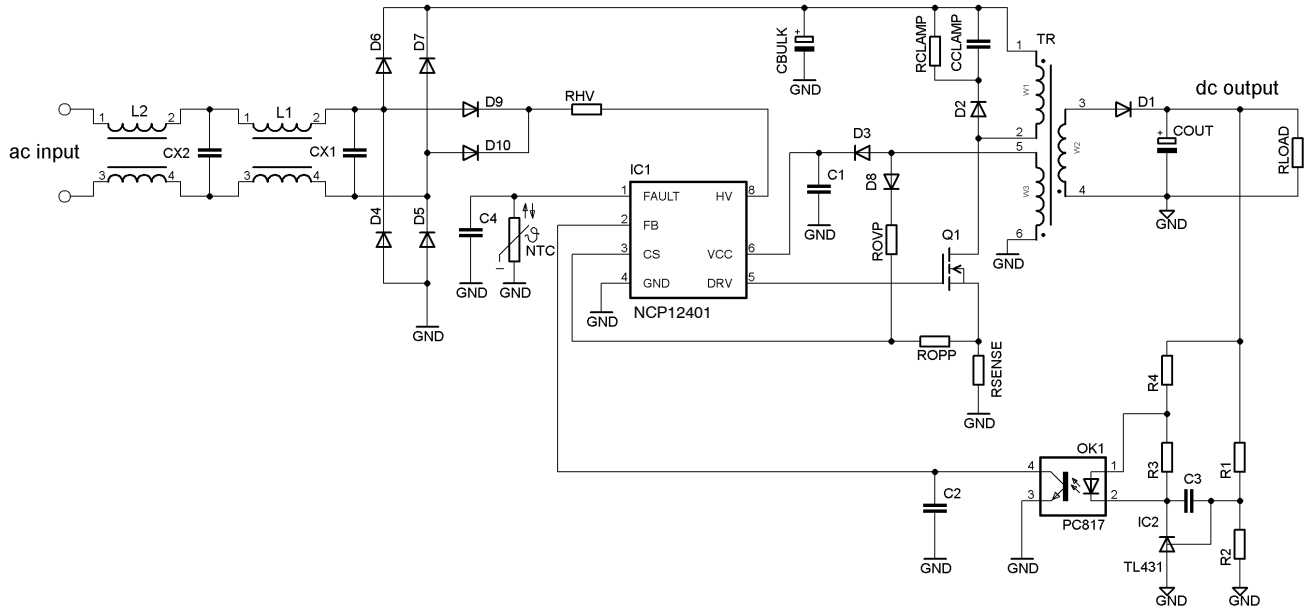 D6
D7
CBULK
+
GND
RCLAMP
CCLAMP
TR
1
W1
2
5
W3
6
GND
D2
3
W2
4
D1
dc output
+
COUT
GND
RLOAD
ac input
1 L2 2
3 4
CX2
1 L1 2
3 4
CX1
D4
D5
GND
D9
D10
RHV
C4
GND
NTC
ϑ
GND
IC1
1 FAULT HV 8
2 FB
3 CS VCC 6
4 GND DRV 5
NCP12401
GND
C1
GND
D3
D8
ROVP
Q1
ROPP
RSENSE
GND
C2
GND
OK1
4 1
3 2
PC817
GND
R4
R3
C3
R1
IC2
TL431
R2
GND
GND